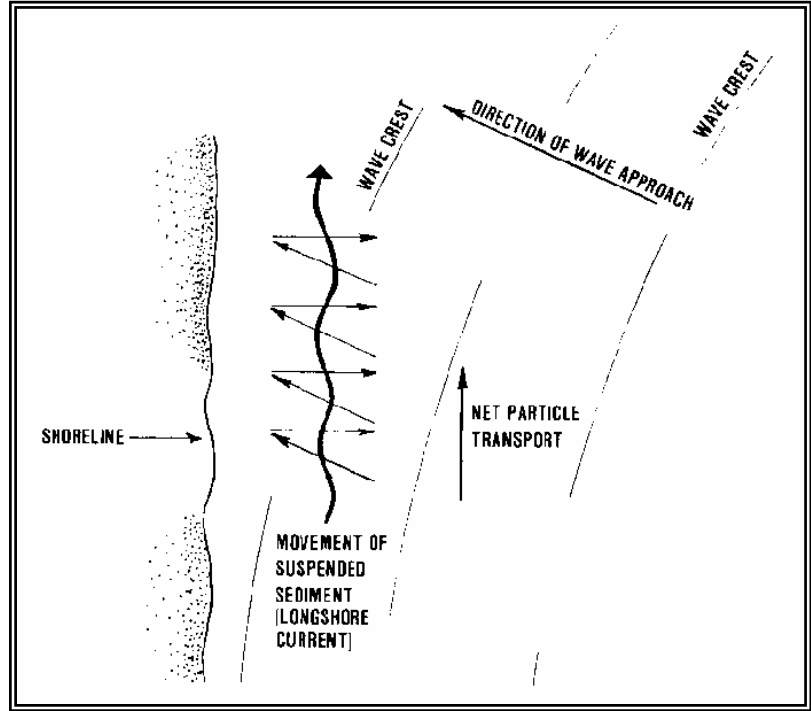 WAVE CREST
DIRECTION OF WAVE APPROACH
WAVE CREST
SHORELINE
NET PARTICLE
TRANSPORT
MOVEMENT OF
SUSPENDED
SEDIMENT
[LONGSHORE
CURRENT]